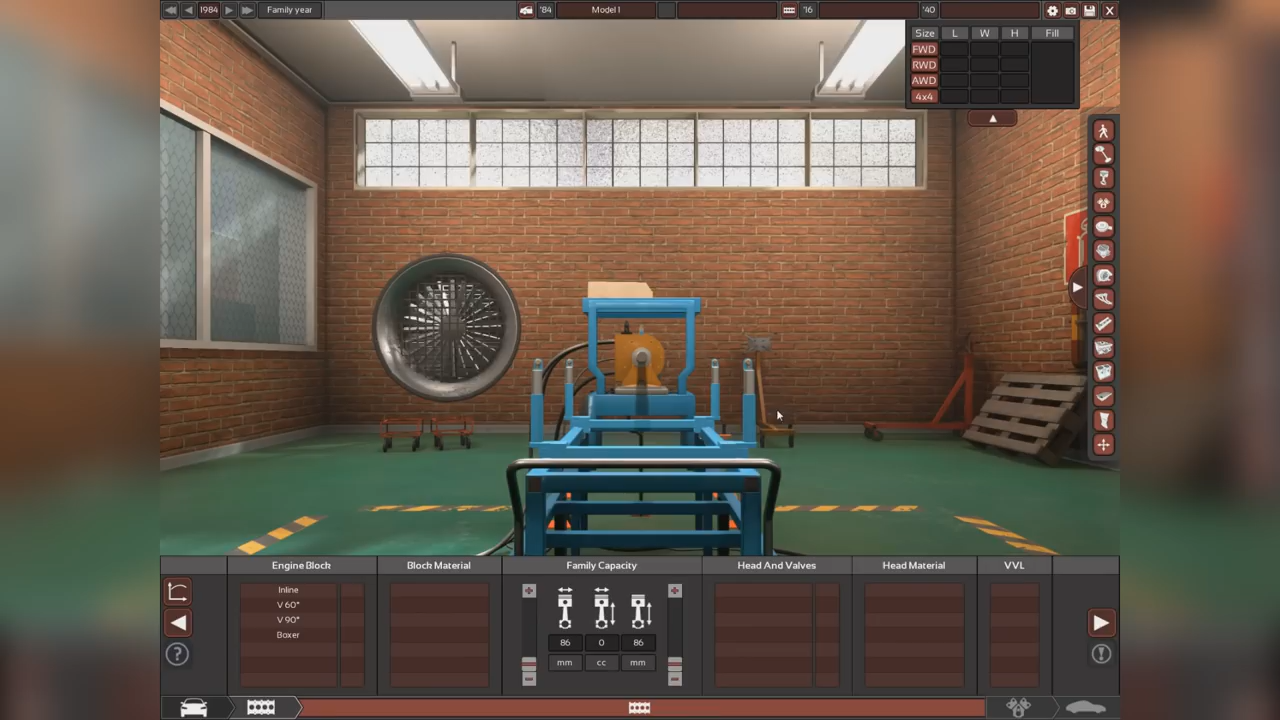 1984 Family year '84 Model I '16 '40
Size L W H Fill
FWD
RWD
AWD
4x4
Engine Block Block Material Family Capacity Head And Valves Head Material VVL
Inline
V 60°
V 90°
Boxer
86 0 86
mm cc mm